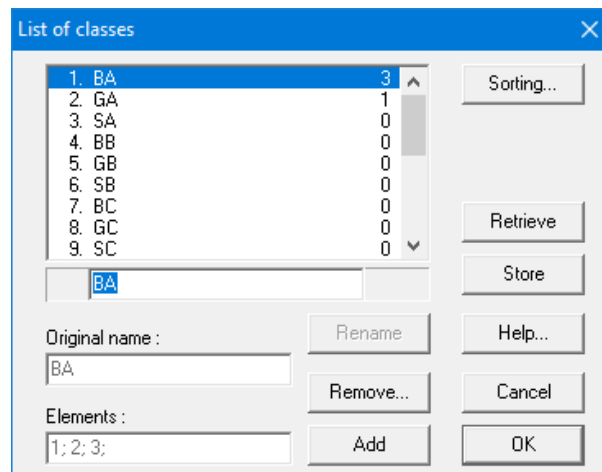 List of classes
1. BA 3
2. GA 1
3. SA 0
4. BB 0
5. GB 0
6. SB 0
7. BC 0
8. GC 0
9. SC 0
BA
Sorting...
Retrieve
Store
Original name :
BA
Rename
Help...
Remove...
Cancel
Elements :
1; 2; 3;
Add
OK